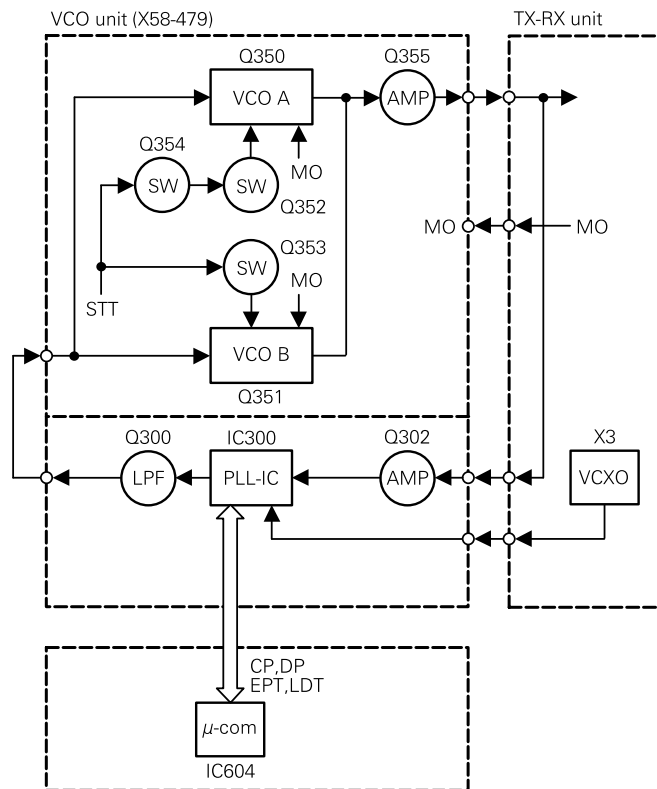 VCO unit (X58-479)
TX-RX unit
Q350
Q355
VCO A
AMP
Q354
MO
SW
SW
Q352
Q353
MO
MO
SW
MO
STT
VCO B
Q351
Q300
IC300
Q302
X3
LPF
PLL-IC
AMP
VCXO
CP,DP
EPT,LDT
µ-com
IC604